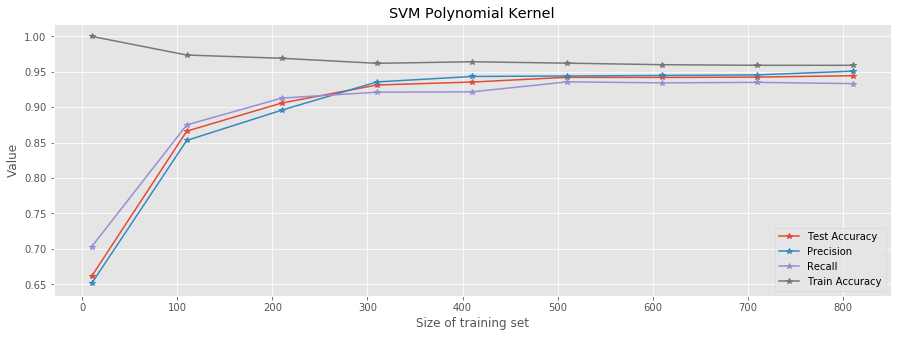 SVM Polynomial Kernel
1.00
0.95
0.90
0.85
0.80
0.75
0.70
0.65
Value
0 100 200 300 400 500 600 700 800
Size of training set
Test Accuracy
Precision
Recall
Train Accuracy